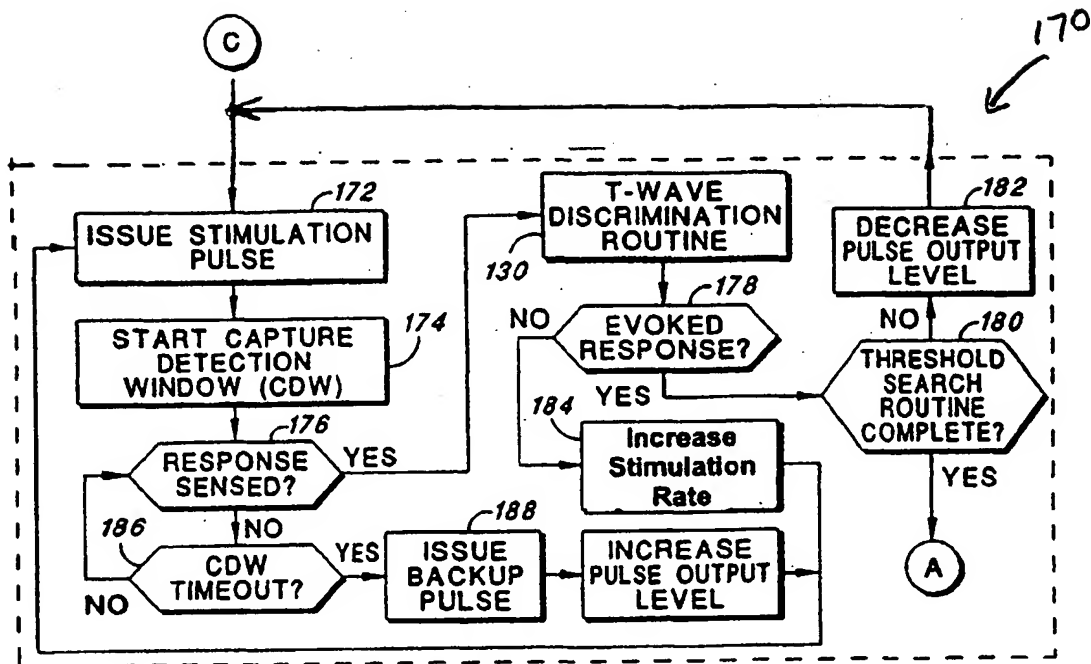 C
170
172
ISSUE STIMULATION
PULSE
174
START CAPTURE
DETECTION
WINDOW (CDW)
176
RESPONSE
SENSED?
YES
NO
186
CDW
TIMEOUT?
NO
YES
188
ISSUE
BACKUP
PULSE
INCREASE
PULSE OUTPUT
LEVEL
T-WAVE
DISCRIMINATION
ROUTINE
130
178
EVOKED
RESPONSE?
NO
YES
184
Increase
Stimulation
Rate
182
DECREASE
PULSE OUTPUT
LEVEL
NO
180
THRESHOLD
SEARCH
ROUTINE
COMPLETE?
YES
A